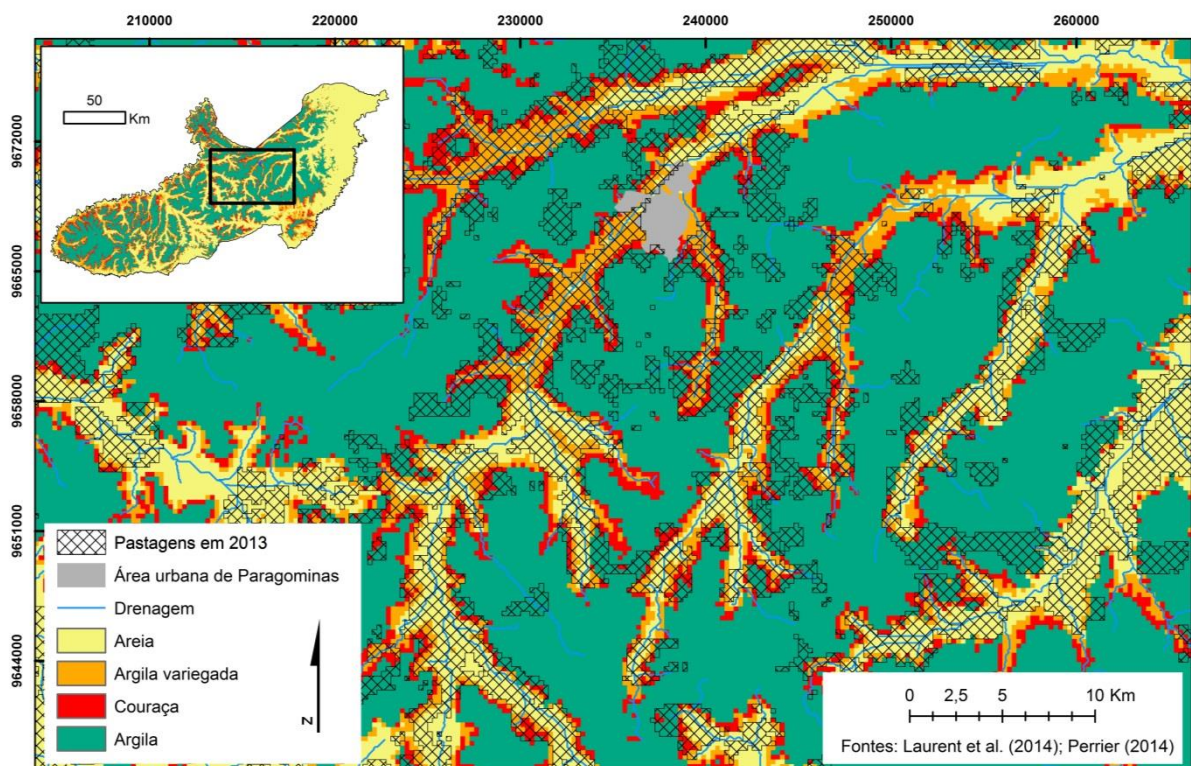 210000 220000 230000 240000 250000 260000
50
Km
9672000
9665000
9658000
9651000
9644000
Pastagens em 2013
Área urbana de Paragominas
Drenagem
Areia
Argila variegada
Couraça
Argila
N
0 2,5 5 10 Km
Fontes: Laurent et al. (2014); Perrier (2014)